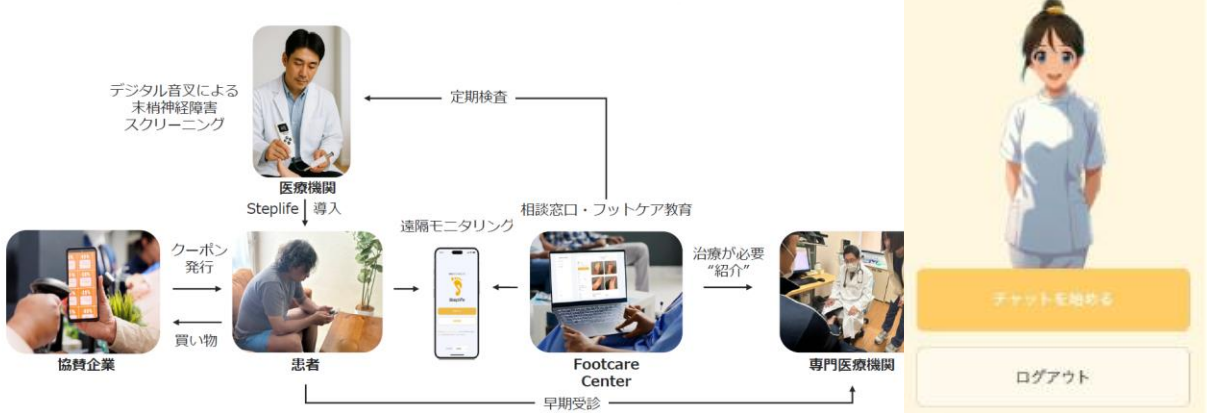 デジタル音叉による
末梢神経障害
スクリーニング
定期検査
医療機関
Steplife 導入
遠隔モニタリング
相談窓口・フットケア教育
クーポン
発行
治療が必要
“紹介”
Steplife
買い物
協賛企業
患者
Footcare
Center
専門医療機関
早期受診
チャットを始める
ログアウト